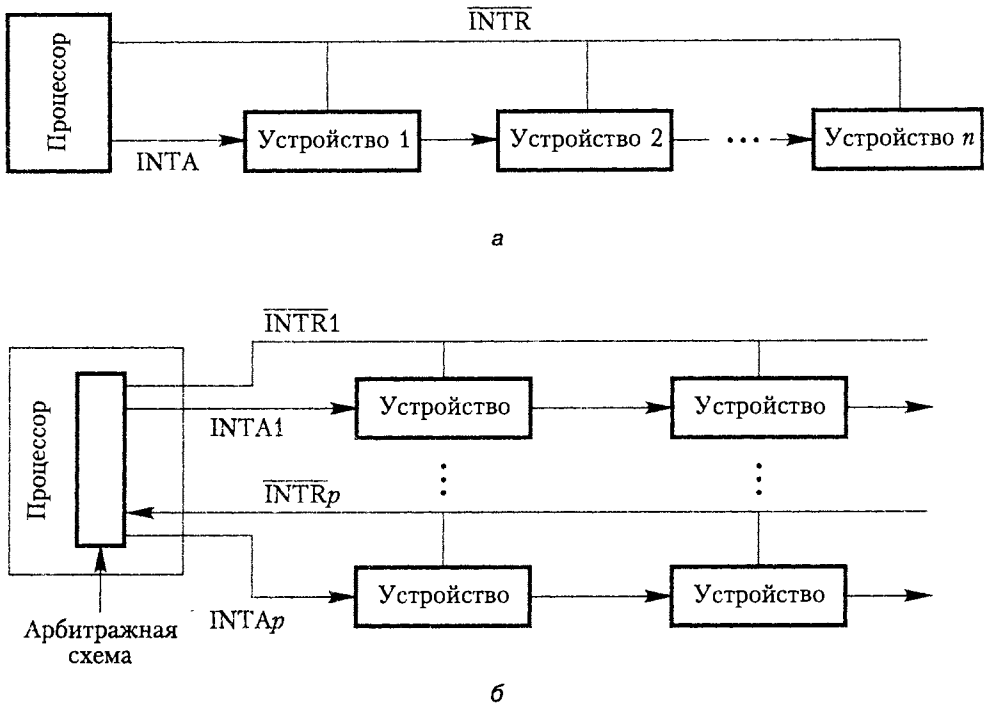 INTR
Процессор
INTA
Устройство 1
Устройство 2
...
Устройство n
а
INTR1
Процессор
Устройство
Устройство
INTA1
INTRp
Устройство
Устройство
INTAp
Арбитражная
схема
б